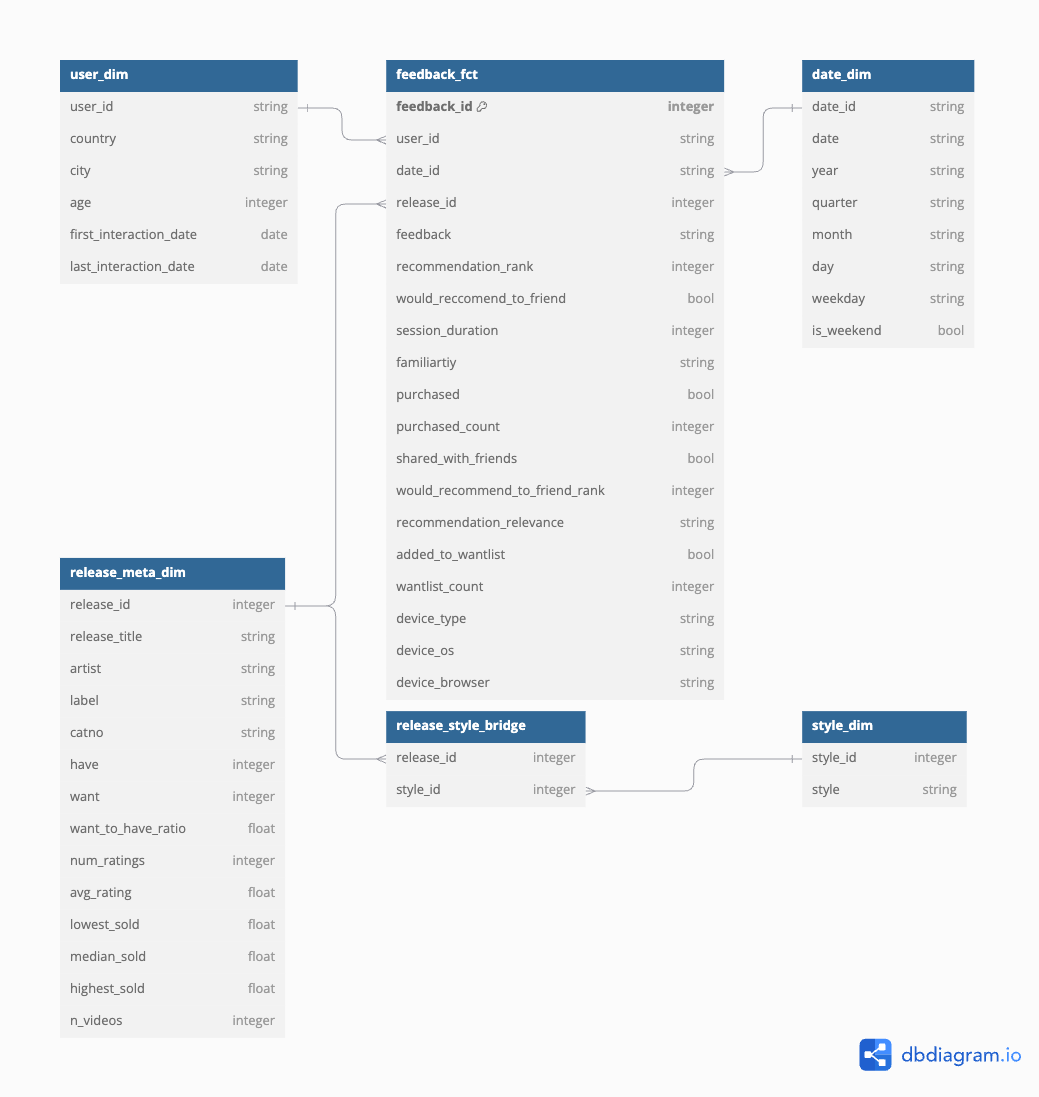 user_dim
user_id string
country string
city string
age integer
first_interaction_date date
last_interaction_date date
feedback_fct
feedback_id integer
user_id string
date_id string
release_id integer
feedback string
recommendation_rank integer
would_reccomend_to_friend bool
session_duration integer
familiartiy string
purchased bool
purchased_count integer
shared_with_friends bool
would_recommend_to_friend_rank integer
recommendation_relevance string
added_to_wantlist bool
wantlist_count integer
device_type string
device_os string
device_browser string
date_dim
date_id string
date string
year string
quarter string
month string
day string
weekday string
is_weekend bool
release_meta_dim
release_id integer
release_title string
artist string
label string
catno string
have integer
want integer
want_to_have_ratio float
num_ratings integer
avg_rating float
lowest_sold float
median_sold float
highest_sold float
n_videos integer
release_style_bridge
release_id integer
style_id integer
style_dim
style_id integer
style string
dbdiagram.io